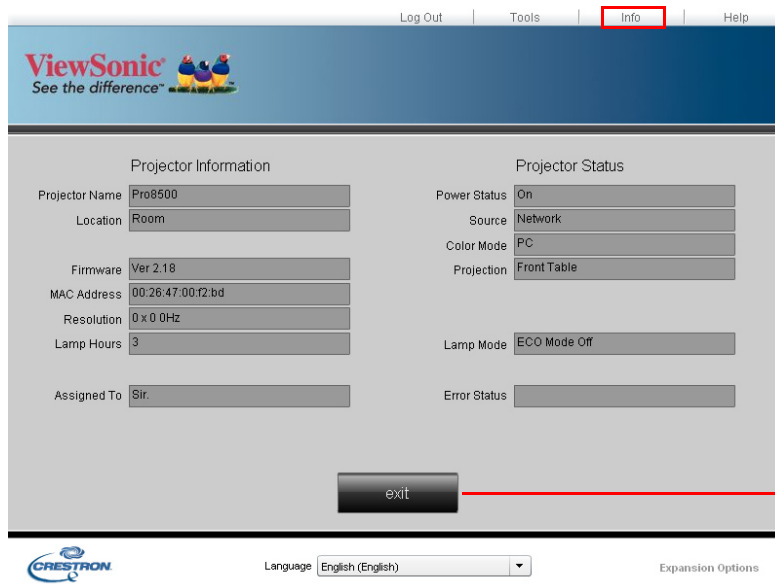 Log Out Tools Info Help
ViewSonic®
See the difference™
Projector Information
Projector Name Pro8500
Location Room
Firmware Ver 2.18
MAC Address 00:26:47:00:f2:bd
Resolution 0 x 0 0Hz
Lamp Hours 3
Assigned To Sir.
Projector Status
Power Status On
Source Network
Color Mode PC
Projection Front Table
Lamp Mode ECO Mode Off
Error Status
exit
CRESTRON
Language English (English)
Expansion Options